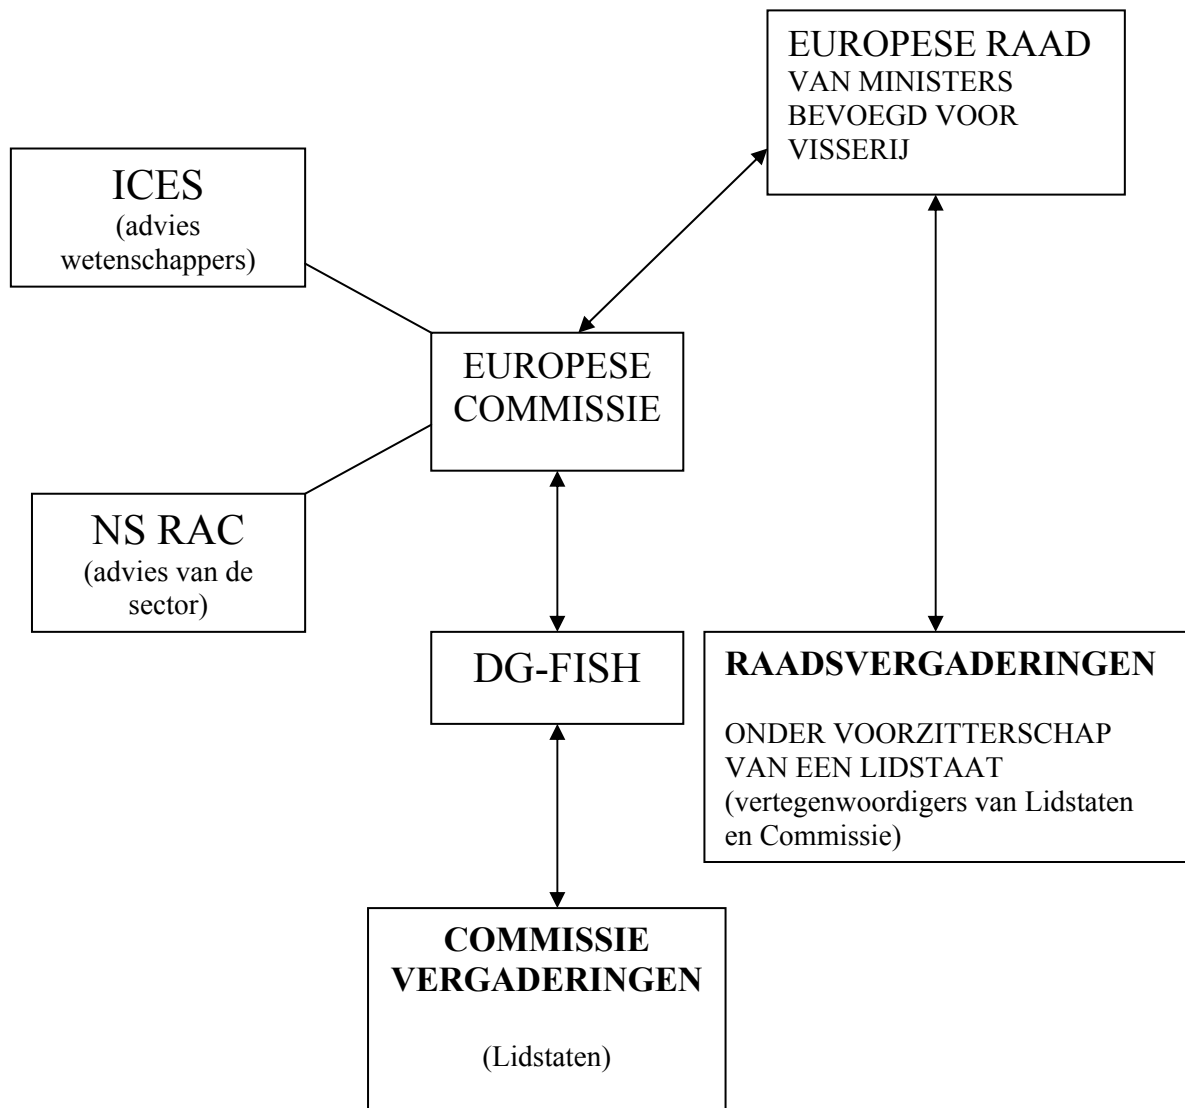 EUROPESE RAAD
VAN MINISTERS
BEVOEGD VOOR
VISSERIJ
ICES
(advies
wetenschappers)
EUROPESE
COMMISSIE
NS RAC
(advies van de
sector)
DG-FISH
RAADSVERGADERINGEN
ONDER VOORZITTERSCHAP
VAN EEN LIDSTAAT
(vertegenwoordigers van Lidstaten
en Commissie)
COMMISSIE
VERGADERINGEN
(Lidstaten)